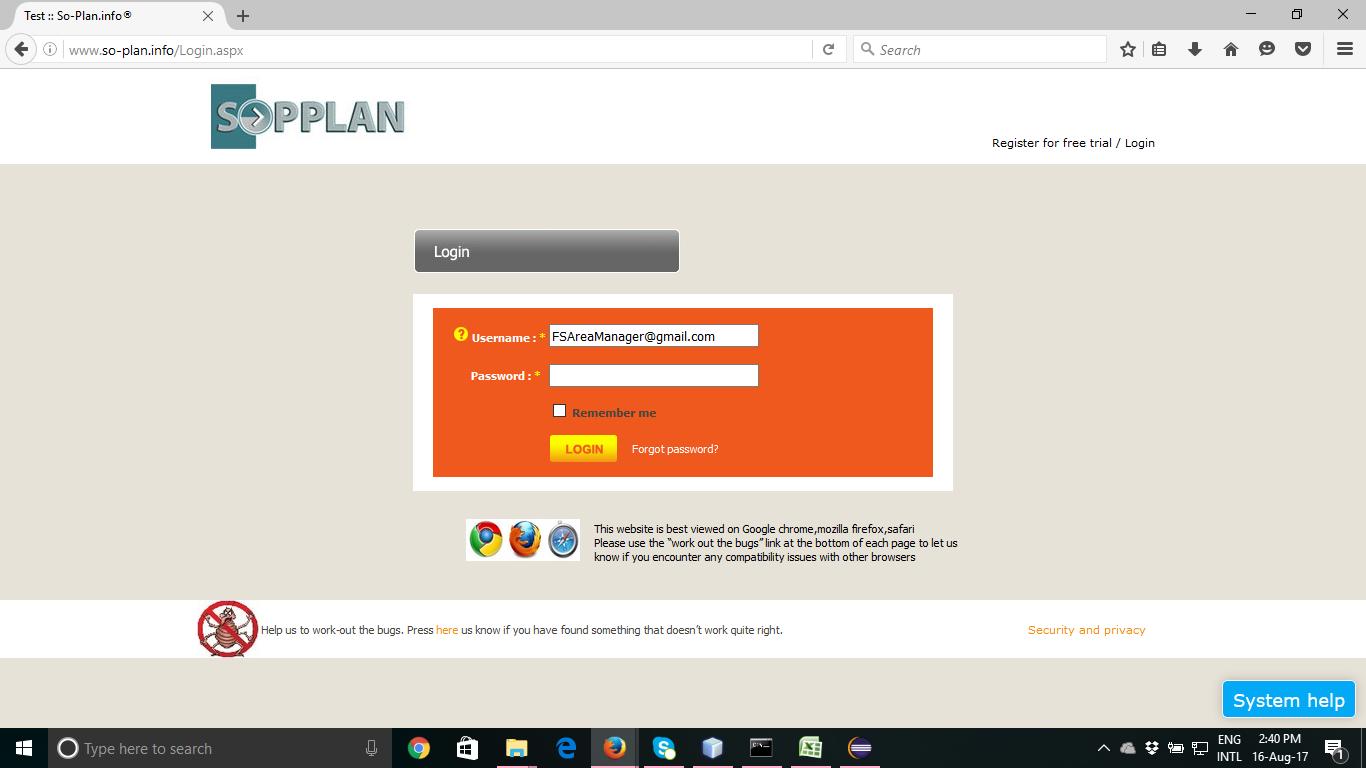 Test :: So-Plan.info®
www.so-plan.info/Login.aspx
Search
SOPPLAN
Register for free trial / Login
Login
? Username : * FSAreaManager@gmail.com
Password : *
Remember me
LOGIN Forgot password?
This website is best viewed on Google chrome,mozilla firefox,safari
Please use the “work out the bugs” link at the bottom of each page to let us
know if you encounter any compatibility issues with other browsers
Help us to work-out the bugs. Press here us know if you have found something that doesn’t work quite right.
Security and privacy
System help
Type here to search
ENG
INTL
2:40 PM
16-Aug-17
1